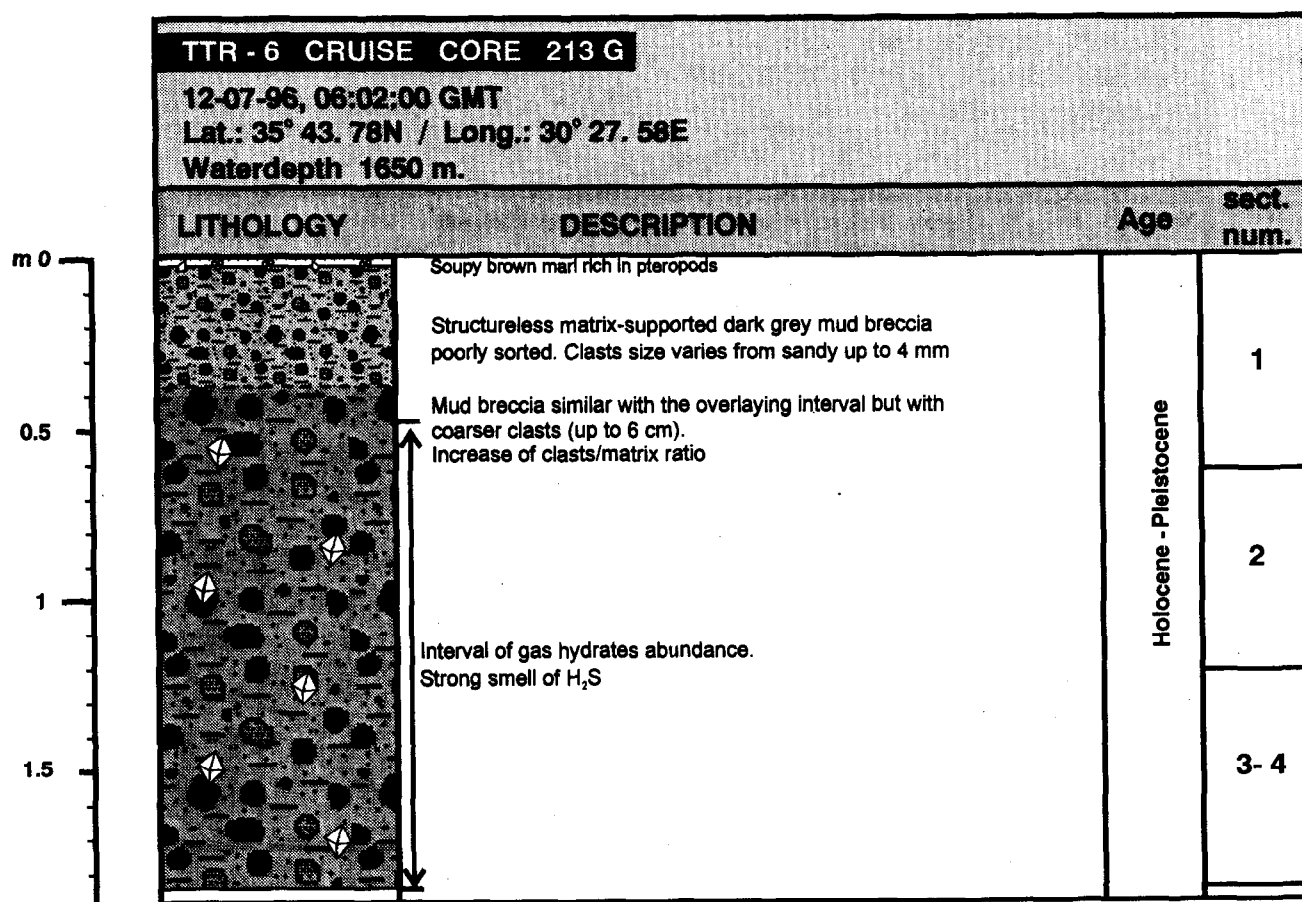 TTR - 6 CRUISE CORE 213 G
12-07-96, 06:02:00 GMT
Lat.: 35° 43. 78N / Long.: 30° 27. 58E
Waterdepth 1650 m.
LITHOLOGY DESCRIPTION Age sect. num.
m 0
Soupy brown marl rich in pteropods
Structureless matrix-supported dark grey mud breccia
poorly sorted. Clasts size varies from sandy up to 4 mm
1
Mud breccia similar with the overlaying interval but with
coarser clasts (up to 6 cm).
Increase of clasts/matrix ratio
0.5
Holocene - Pleistocene
2
1
Interval of gas hydrates abundance.
Strong smell of H₂S
1.5
3- 4